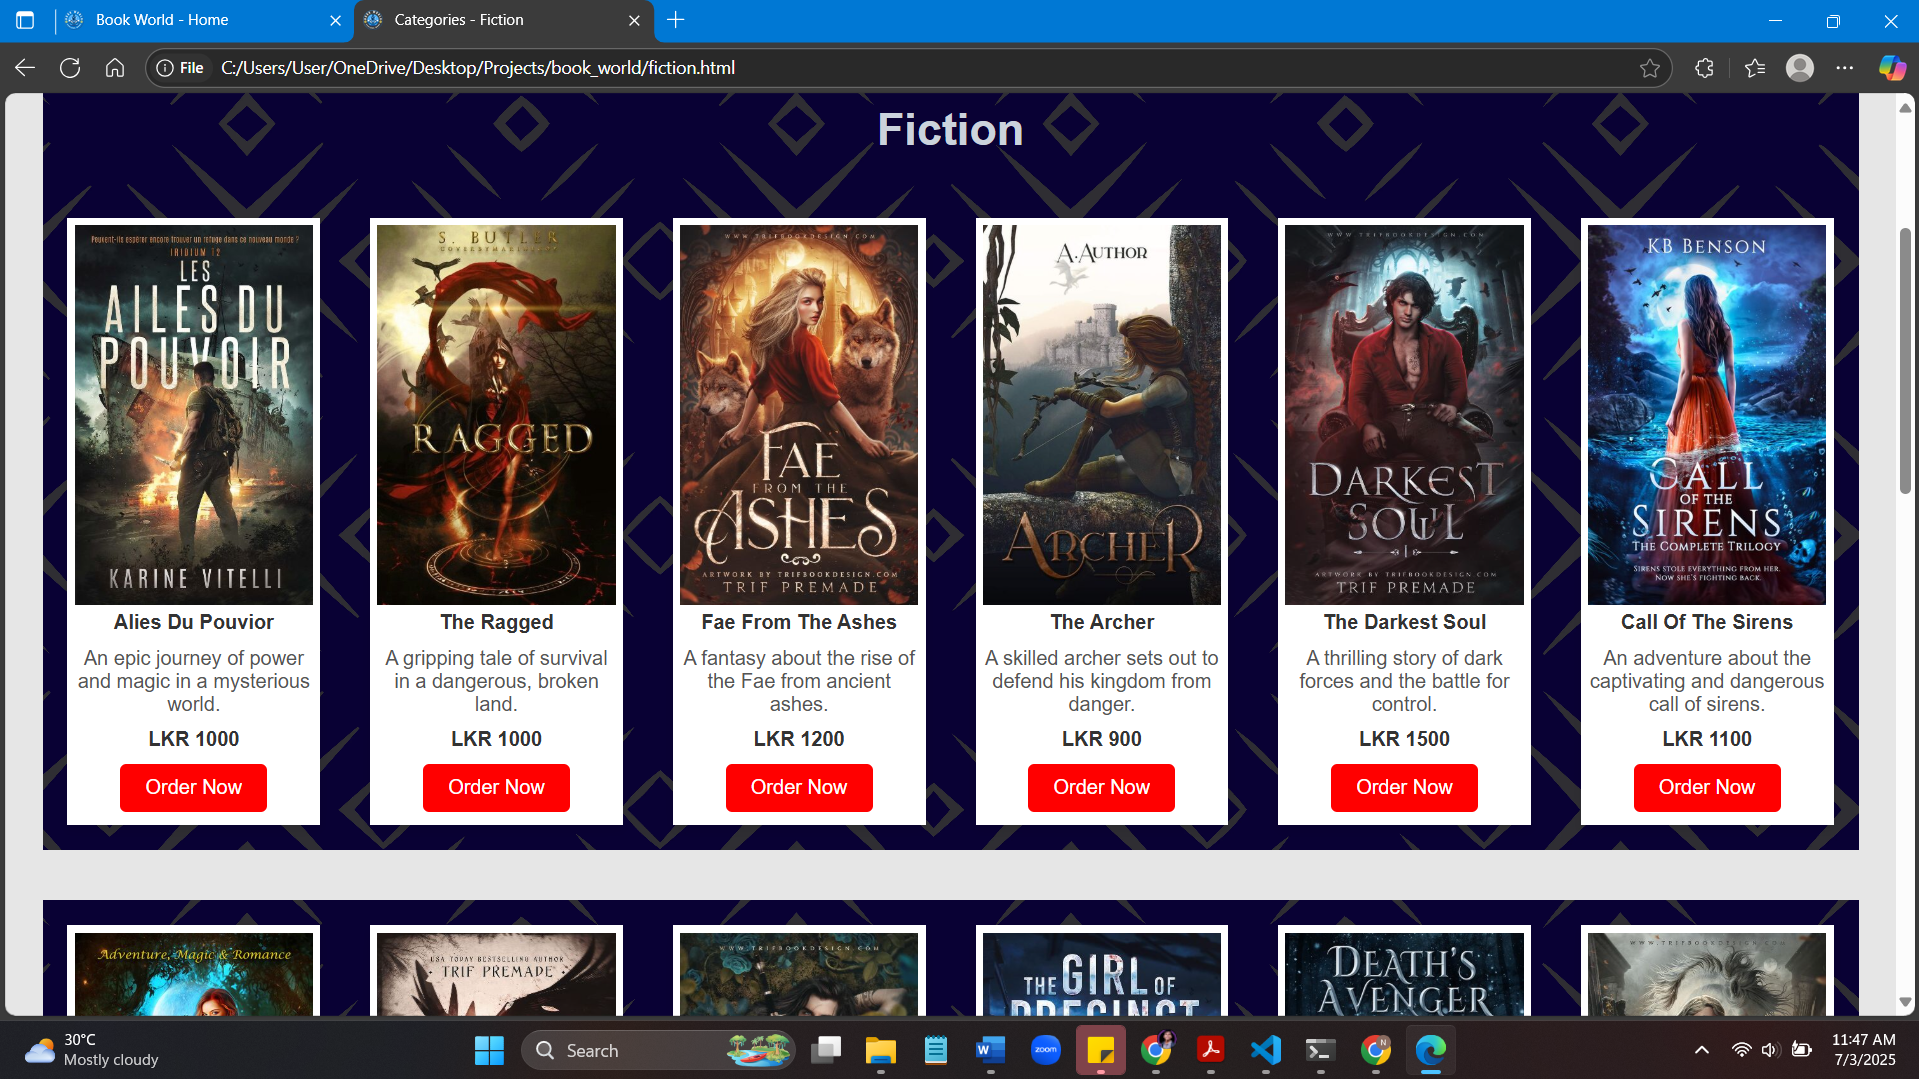 Book World - Home
Categories - Fiction
File
C:/Users/User/OneDrive/Desktop/Projects/book_world/fiction.html
Fiction
Peuvent-ils espérer encore trouver un refuge dans ce nouveau monde ?
IRIDIUM T2
LES
AILES DU
POUVOIR
KARINE VITELLI
Alies Du Pouvior
An epic journey of power
and magic in a mysterious
world.
LKR 1000
Order Now
S. BUTLER
RAGGED
The Ragged
A gripping tale of survival
in a dangerous, broken
land.
LKR 1000
Order Now
WWW.TRIFBOOKDESIGN.COM
FAE
FROM THE
ASHES
ARTWORK BY TRIFBOOKDESIGN.COM
TRIF PREMADE
Fae From The Ashes
A fantasy about the rise of
the Fae from ancient
ashes.
LKR 1200
Order Now
A.AUTHOR
ARCHER
The Archer
A skilled archer sets out to
defend his kingdom from
danger.
LKR 900
Order Now
WWW.TRIFBOOKDESIGN.COM
DARKEST
SOUL
ARTWORK BY TRIFBOOKDESIGN.COM
TRIF PREMADE
The Darkest Soul
A thrilling story of dark
forces and the battle for
control.
LKR 1500
Order Now
KB BENSON
CALL
OF THE
SIRENS
THE COMPLETE TRILOGY
SIRENS STOLE EVERYTHING FROM HER.
NOW SHE'S FIGHTING BACK.
Call Of The Sirens
An adventure about the
captivating and dangerous
call of sirens.
LKR 1100
Order Now
Adventure, Magic & Romance
USA TODAY BESTSELLING AUTHOR
TRIF PREMADE
WWW.TRIFBOOKDESIGN.COM
THE GIRL OF
PRECINCT
DEATH'S
AVENGER
WWW.TRIFBOOKDESIGN.COM
30°C
Mostly cloudy
Search
W
zoom
N
11:47 AM
7/3/2025